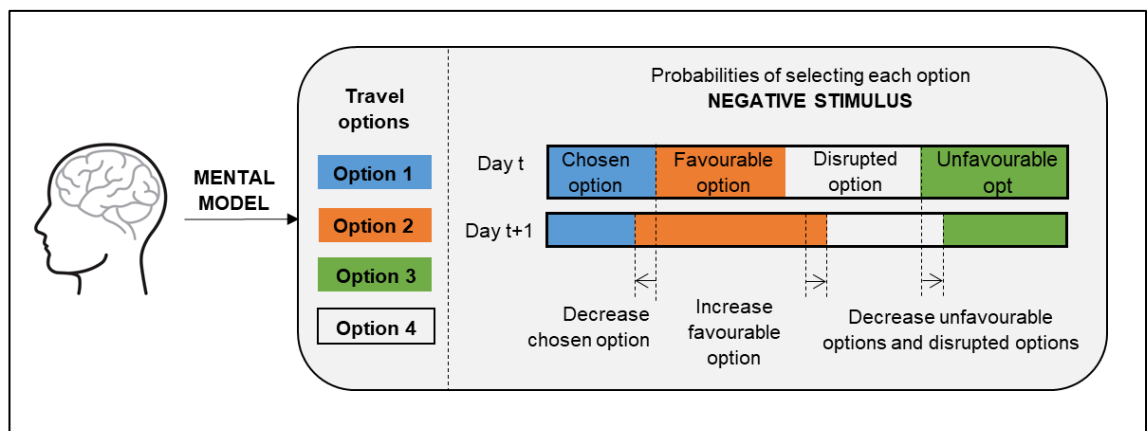 MENTAL
MODEL
Travel
options
Option 1
Option 2
Option 3
Option 4
Probabilities of selecting each option
NEGATIVE STIMULUS
Day t
Chosen
option
Favourable
option
Disrupted
option
Unfavourable
opt
Day t+1
Decrease
chosen option
Increase
favourable
option
Decrease unfavourable
options and disrupted options